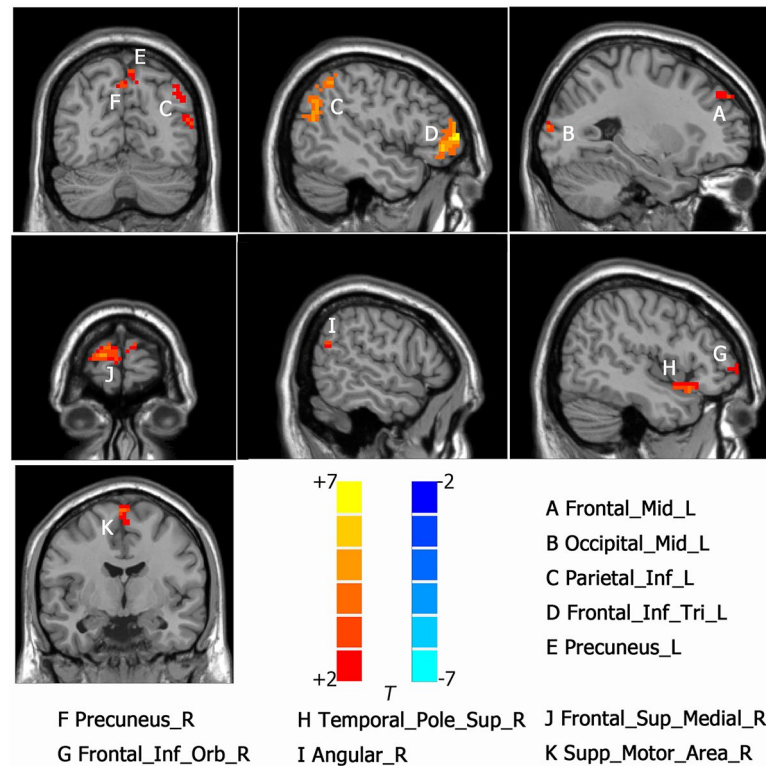 E
F
C
C
D
B
A
J
I
H
G
K
+7
-2
+2
-7
T
A Frontal_Mid_L
B Occipital_Mid_L
C Parietal_Inf_L
D Frontal_Inf_Tri_L
E Precuneus_L
F Precuneus_R
H Temporal_Pole_Sup_R
J Frontal_Sup_Medial_R
G Frontal_Inf_Orb_R
I Angular_R
K Supp_Motor_Area_R